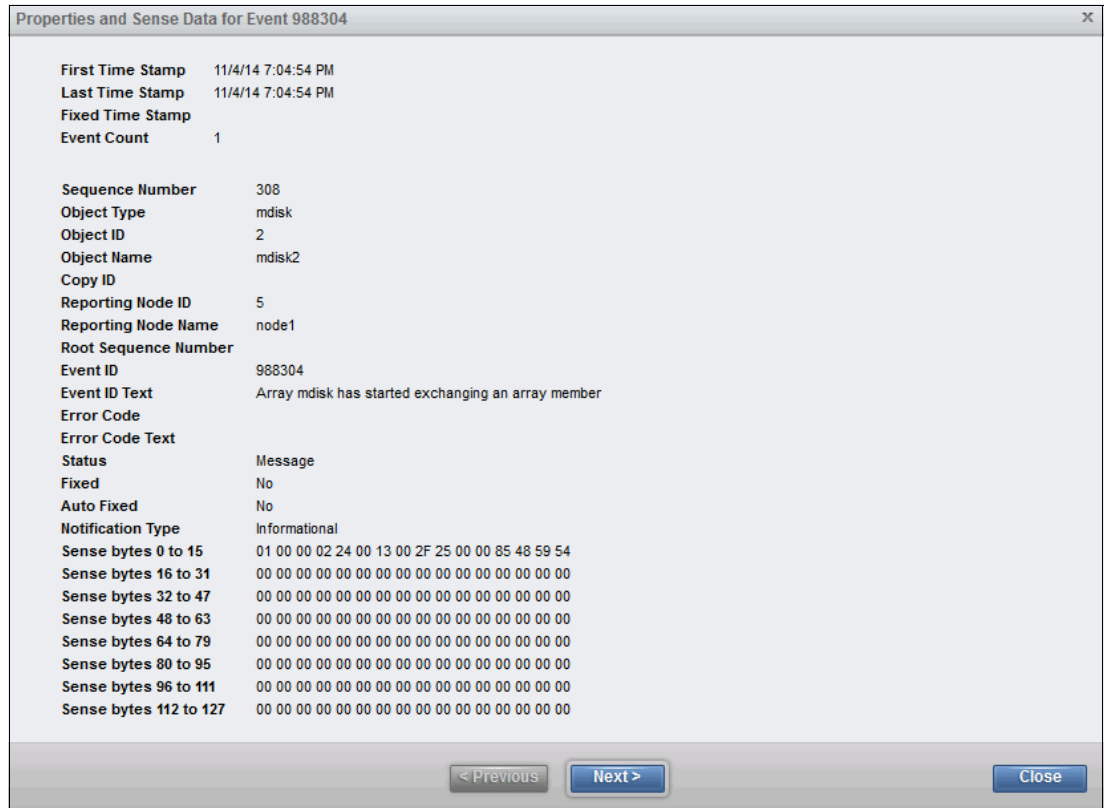 Properties and Sense Data for Event 988304 x
First Time Stamp 11/4/14 7:04:54 PM
Last Time Stamp 11/4/14 7:04:54 PM
Fixed Time Stamp
Event Count 1
Sequence Number 308
Object Type mdisk
Object ID 2
Object Name mdisk2
Copy ID
Reporting Node ID 5
Reporting Node Name node1
Root Sequence Number
Event ID 988304
Event ID Text Array mdisk has started exchanging an array member
Error Code
Error Code Text
Status Message
Fixed No
Auto Fixed No
Notification Type Informational
Sense bytes 0 to 15 01 00 00 02 24 00 13 00 2F 25 00 00 85 48 59 54
Sense bytes 16 to 31 00 00 00 00 00 00 00 00 00 00 00 00 00 00 00 00
Sense bytes 32 to 47 00 00 00 00 00 00 00 00 00 00 00 00 00 00 00 00
Sense bytes 48 to 63 00 00 00 00 00 00 00 00 00 00 00 00 00 00 00 00
Sense bytes 64 to 79 00 00 00 00 00 00 00 00 00 00 00 00 00 00 00 00
Sense bytes 80 to 95 00 00 00 00 00 00 00 00 00 00 00 00 00 00 00 00
Sense bytes 96 to 111 00 00 00 00 00 00 00 00 00 00 00 00 00 00 00 00
Sense bytes 112 to 127 00 00 00 00 00 00 00 00 00 00 00 00 00 00 00 00
< Previous Next > Close